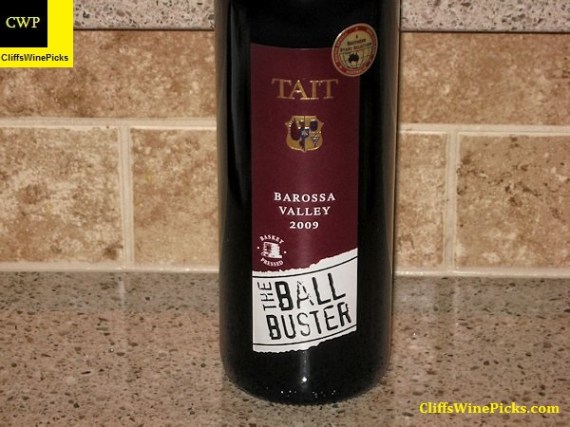 CWP
CliffsWinePicks
TAIT
BAROSSA
VALLEY
2009
BASKET
PRESSED
THE BALL
BUSTER
CliffsWinePicks.com